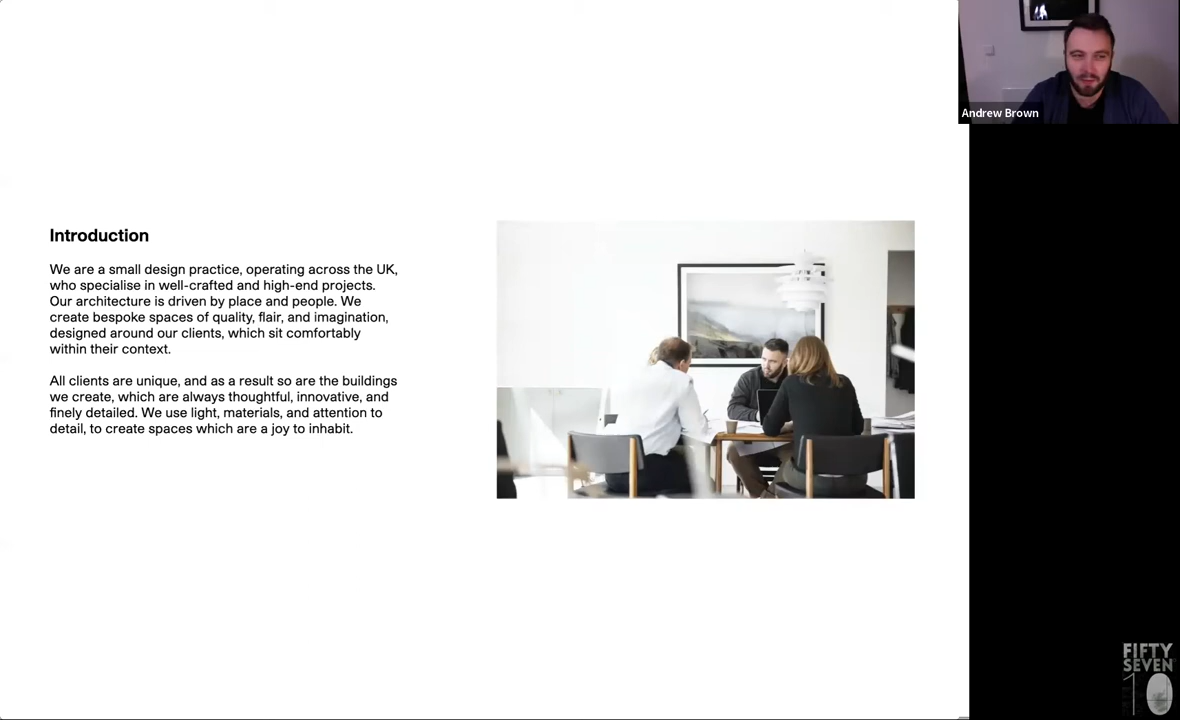 Andrew Brown
Introduction
We are a small design practice, operating across the UK,
who specialise in well-crafted and high-end projects.
Our architecture is driven by place and people. We
create bespoke spaces of quality, flair, and imagination,
designed around our clients, which sit comfortably
within their context.
All clients are unique, and as a result so are the buildings
we create, which are always thoughtful, innovative, and
finely detailed. We use light, materials, and attention to
detail, to create spaces which are a joy to inhabit.
FIFTY
SEVEN
10